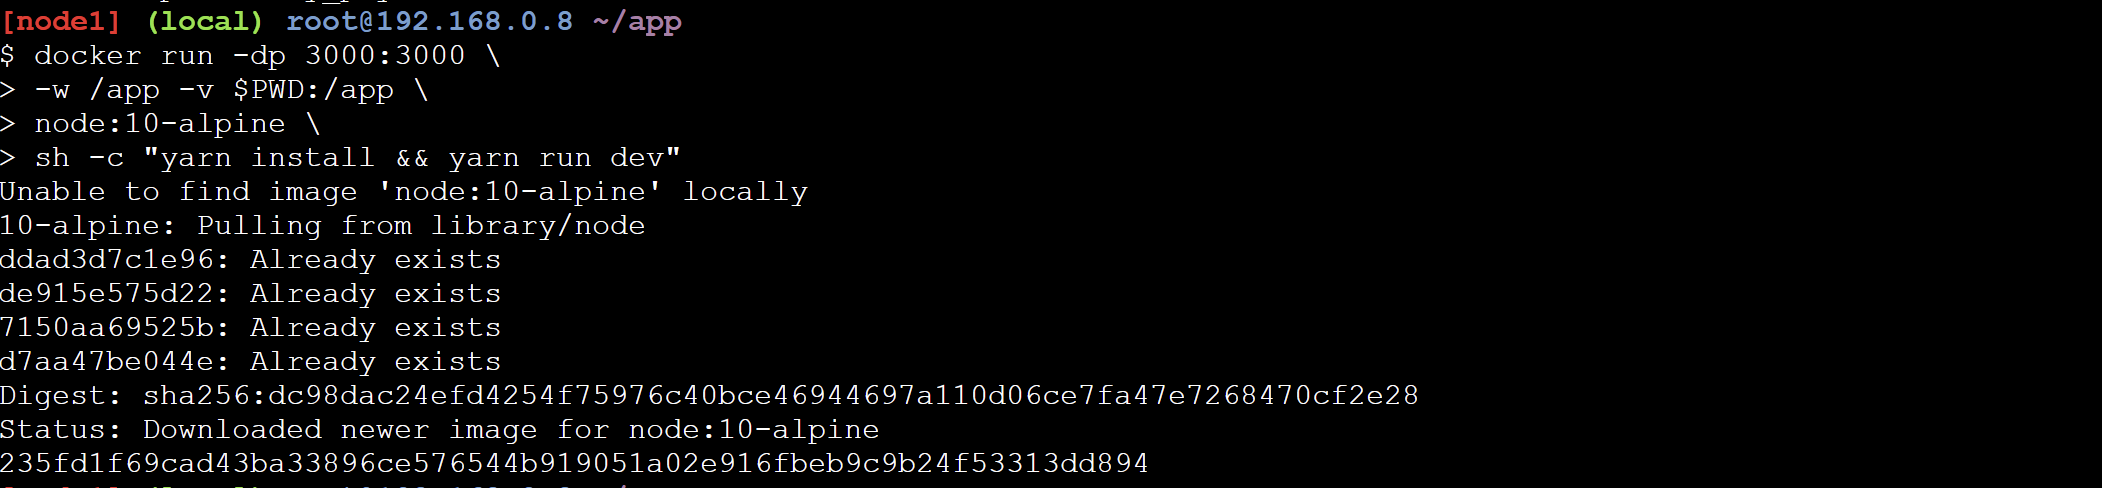 [node1] (local) root@192.168.0.8 ~/app
$ docker run -dp 3000:3000 \
> -w /app -v $PWD:/app \
> node:10-alpine \
> sh -c "yarn install && yarn run dev"
Unable to find image 'node:10-alpine' locally
10-alpine: Pulling from library/node
ddad3d7c1e96: Already exists
de915e575d22: Already exists
7150aa69525b: Already exists
d7aa47be044e: Already exists
Digest: sha256:dc98dac24efd4254f75976c40bce46944697a110d06ce7fa47e7268470cf2e28
Status: Downloaded newer image for node:10-alpine
235fd1f69cad43ba33896ce576544b919051a02e916fbeb9c9b24f53313dd894